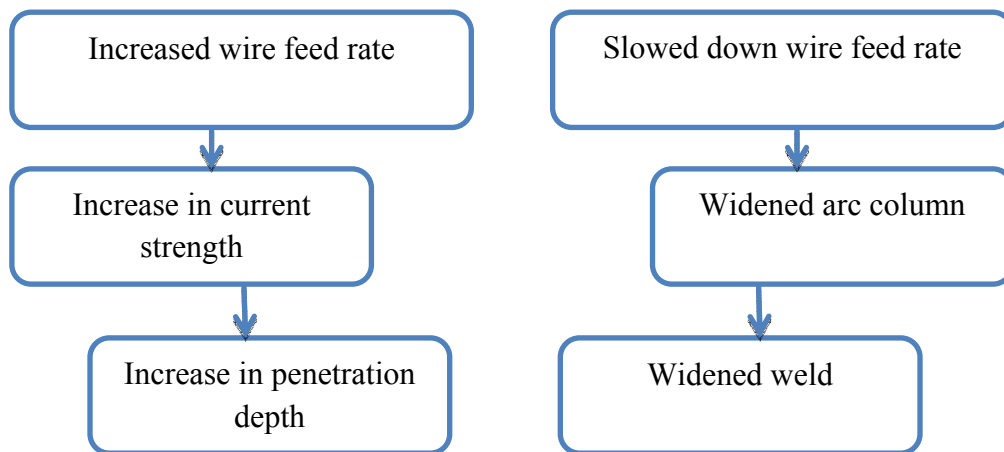 Increased wire feed rate
Increase in current
strength
Increase in penetration
depth
Slowed down wire feed rate
Widened arc column
Widened weld